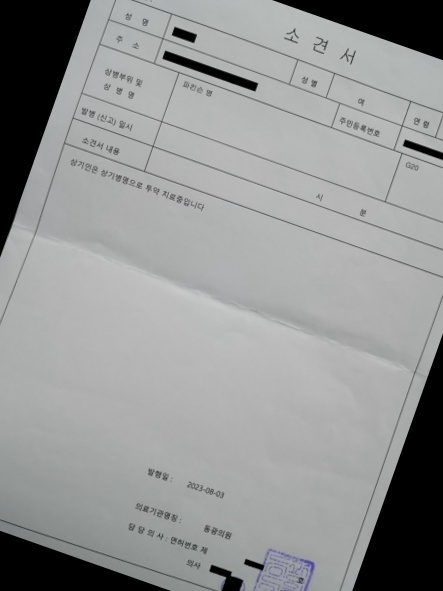 소 견 서
성 명
성 별
여
연 령
주 소
주민등록번호
상병부위 및
상 병 명
파킨슨 병
G20
발병 (신고) 일시
시 분
소견서 내용
상기인은 상기병명으로 투약 치료중입니다
발행일 : 2023-08-03
의료기관명칭 : 동광의원
담 당 의 사 : 면허번호 제
호
의사